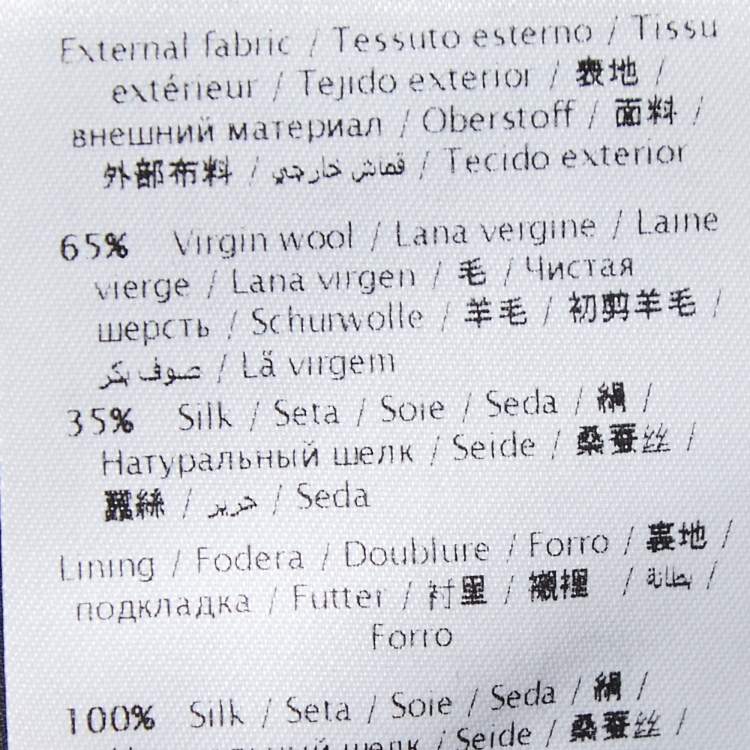 External fabric / Tessuto esterno / Tissu
extérieur / Tejido exterior / 表地 /
внешний материал / Oberstoff / 面料 /
外部布料 / قماش خارجي / Tecido exterior
65% Virgin wool / Lana vergine / Laine
vierge / Lana virgen / 毛 / Чистая
шерсть / Schurwolle / 羊毛 / 初剪羊毛 /
صوف بكر / Lã virgem
35% Silk / Seta / Soie / Seda / 絹 /
Натуральный шелк / Seide / 桑蚕丝 /
蠶絲 / حرير / Seda
Lining / Fodera / Doublure / Forro / 裏地 /
подкладка / Futter / 衬里 / 襯裡 / بطانة /
Forro
100% Silk / Seta / Soie / Seda / 絹 /
шелк / Seide / 桑蚕丝 /